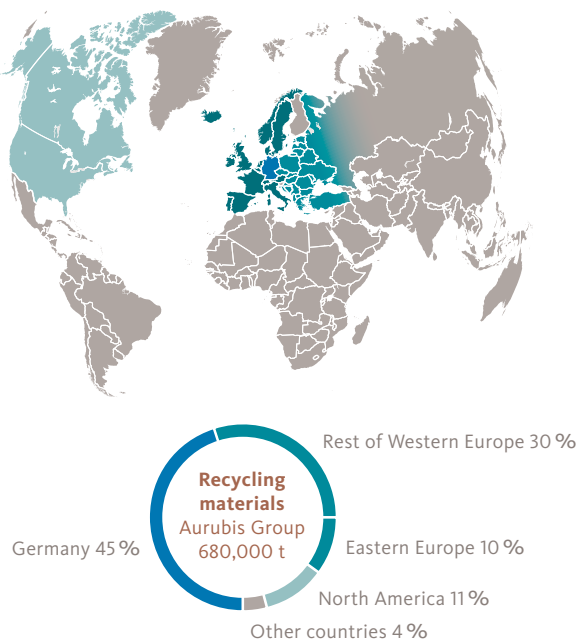 Recycling
materials
Aurubis Group
680,000 t
Rest of Western Europe 30 %
Germany 45 %
Eastern Europe 10 %
North America 11 %
Other countries 4 %